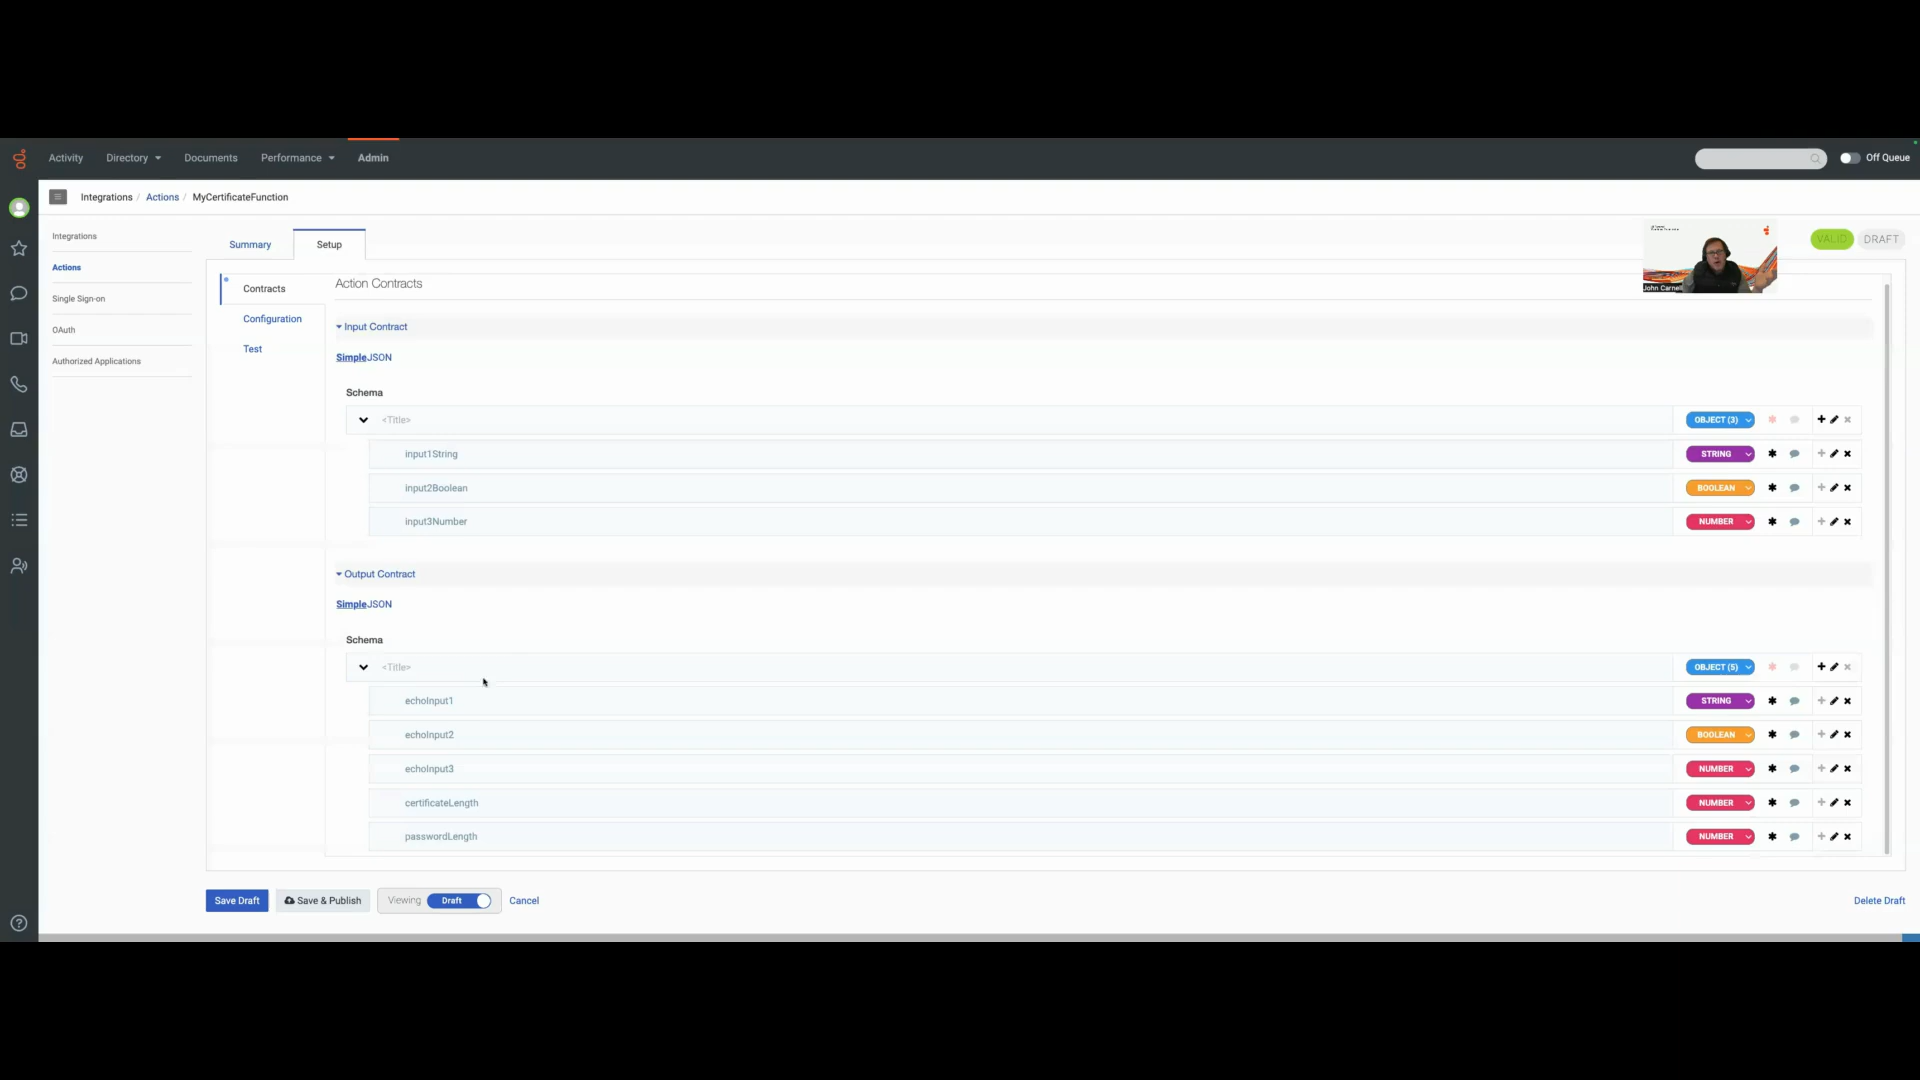 Activity Directory Documents Performance Admin Off Queue
Integrations / Actions / MyCertificateFunction
Integrations
Actions
Single Sign-on
OAuth
Authorized Applications
Summary Setup
VALID DRAFT
Contracts
Configuration
Test
Action Contracts
Input Contract
SimpleJSON
Schema
<Title> OBJECT (3)
input1String STRING
input2Boolean BOOLEAN
input3Number NUMBER
Output Contract
SimpleJSON
Schema
<Title> OBJECT (5)
echoInput1 STRING
echoInput2 BOOLEAN
echoInput3 NUMBER
certificateLength NUMBER
passwordLength NUMBER
Save Draft Save & Publish Viewing Draft Cancel Delete Draft